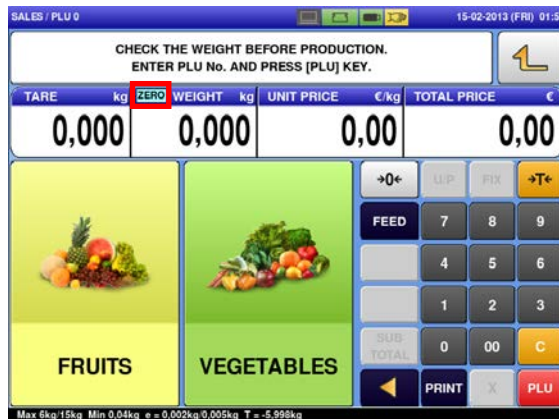 SALES / PLU 0
15-02-2013 (FRI) 01:5
CHECK THE WEIGHT BEFORE PRODUCTION.
ENTER PLU No. AND PRESS [PLU] KEY.
TARE kg ZERO WEIGHT kg UNIT PRICE €/kg TOTAL PRICE €
0,000 0,000 0,00 0,00
→0← U.P FIX →T←
FEED 7 8 9
4 5 6
1 2 3
SUB TOTAL 0 00 C
FRUITS VEGETABLES
PRINT X PLU
Max 6kg/15kg Min 0,04kg e = 0,002kg/0,005kg T = -5,998kg